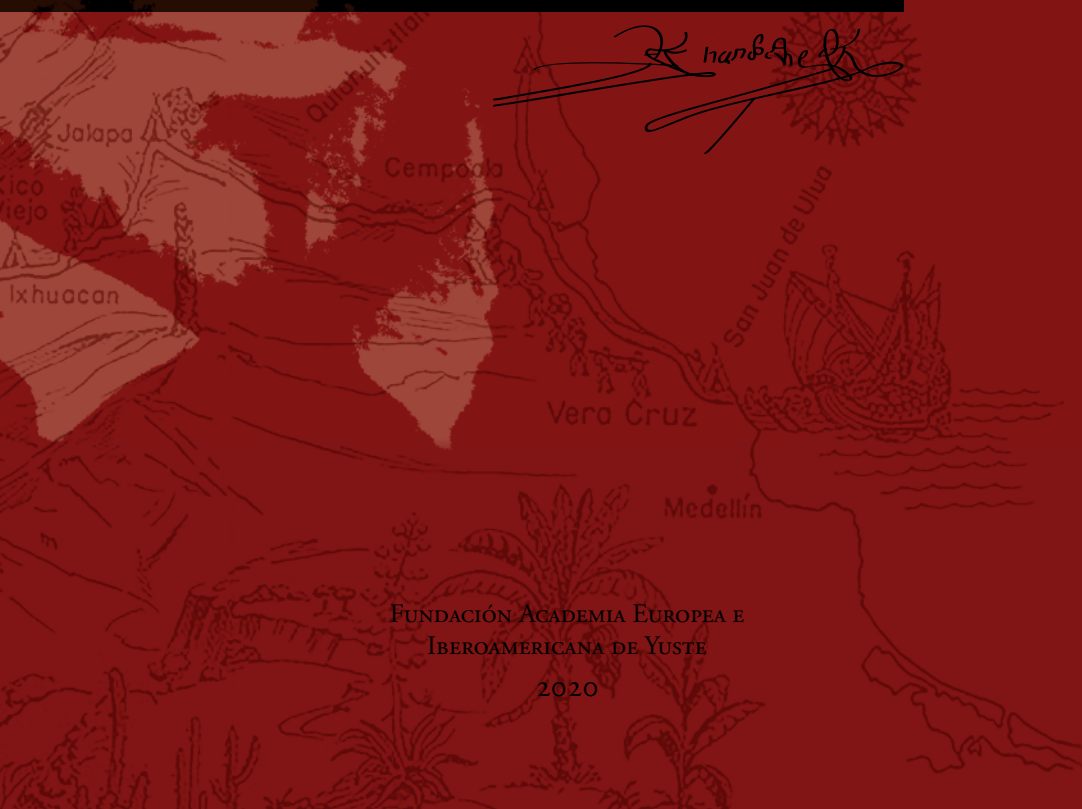 Quiahuiztlan
Jalapa
Cempoala
Xico
Viejo
San Juan de Ulua
Ixhuacan
Vera Cruz
Medellín
Fundación Academia Europea e
Iberoamericana de Yuste
2020